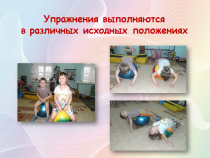 Упражнения выполняются
в различных исходных положениях